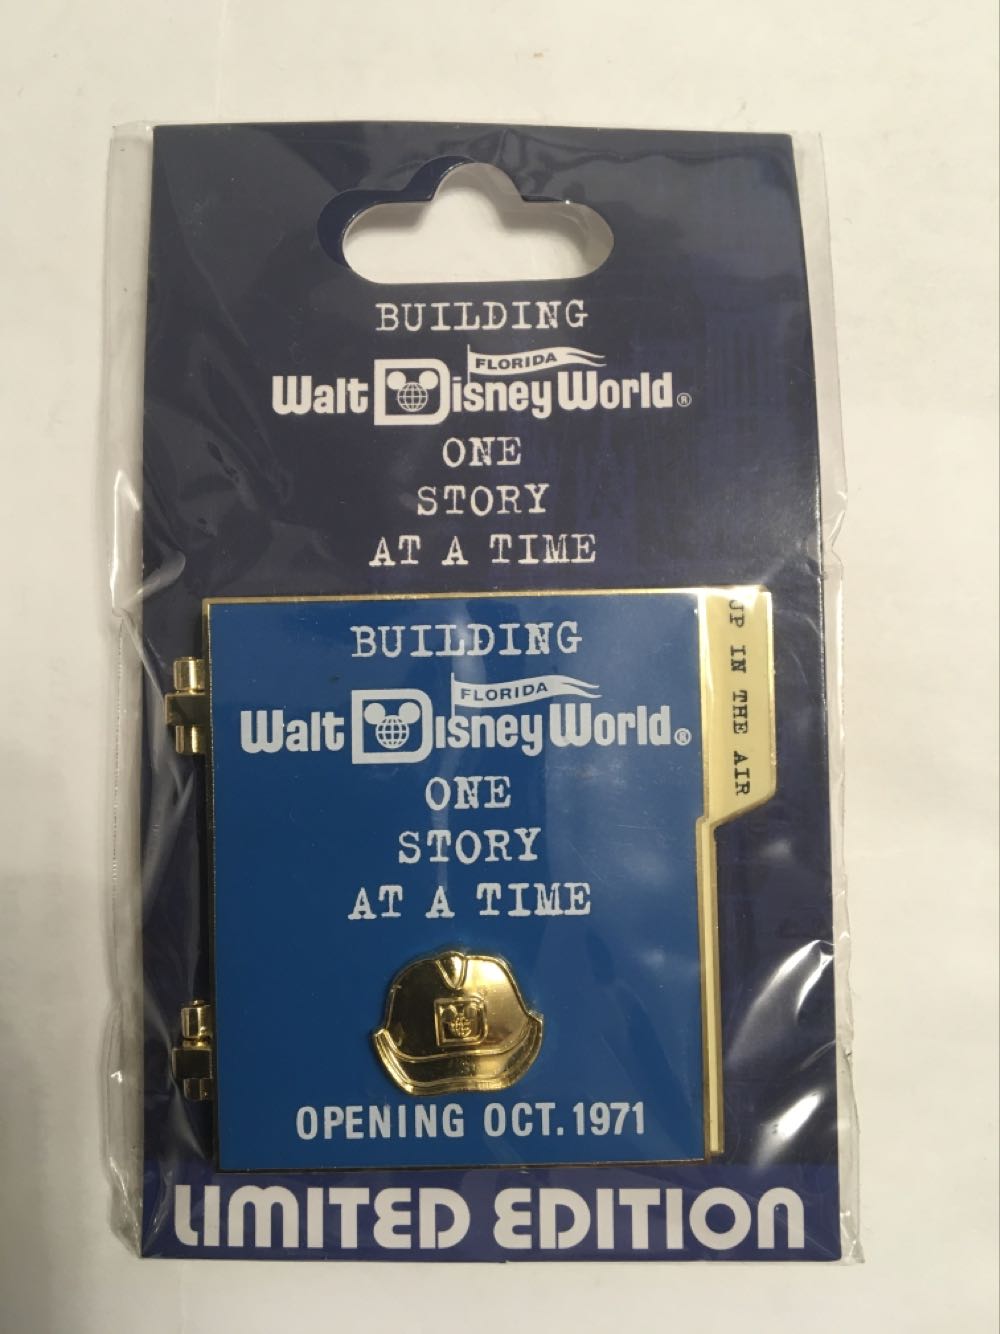 BUILDING
FLORIDA
Walt Disney World®
ONE
STORY
AT A TIME
BUILDING
FLORIDA
Walt Disney World®
ONE
STORY
AT A TIME
UP IN THE AIR
OPENING OCT. 1971
LIMITED EDITION